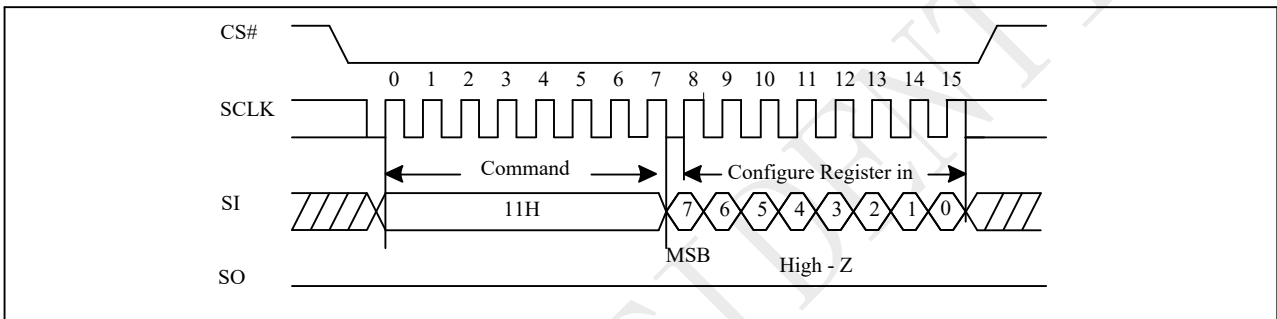 CS#
0 1 2 3 4 5 6 7 8 9 10 11 12 13 14 15
SCLK
Command
Configure Register in
SI
11H
7 6 5 4 3 2 1 0
MSB
High - Z
SO